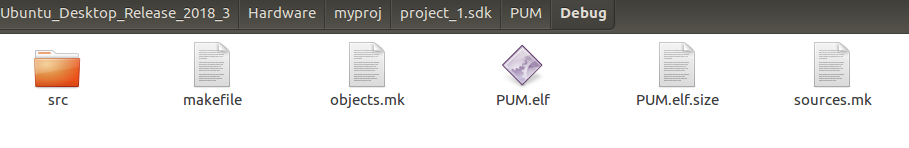 Ubuntu_Desktop_Release_2018_3 Hardware myproj project_1.sdk PUM Debug
src makefile objects.mk PUM.elf PUM.elf.size sources.mk